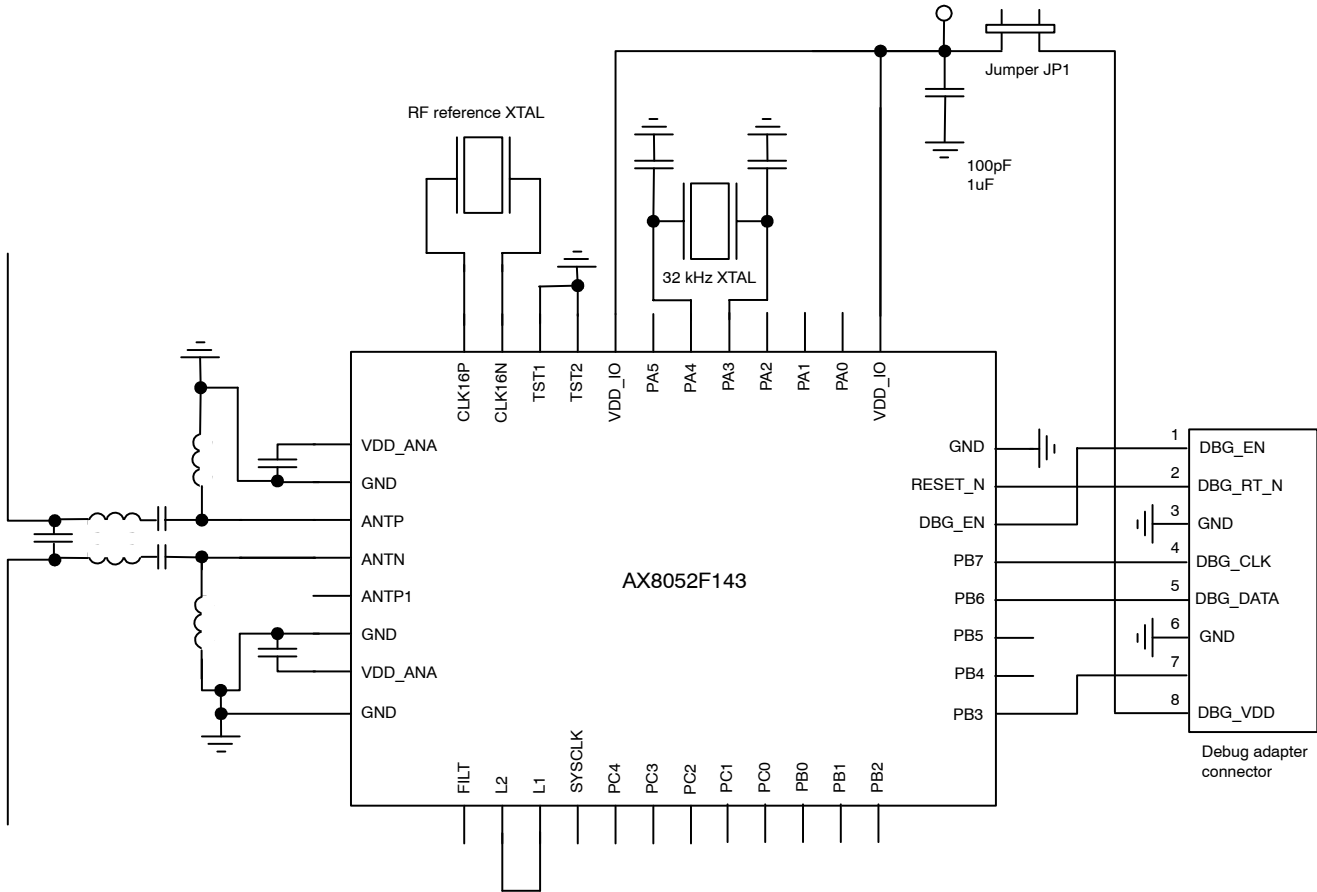 Jumper JP1
RF reference XTAL
100pF
1uF
32 kHz XTAL
CLK16P
CLK16N
TST1
TST2
VDD_IO
PA5
PA4
PA3
PA2
PA1
PA0
VDD_IO
VDD_ANA
GND
ANTP
ANTN
ANTP1
GND
VDD_ANA
GND
AX8052F143
GND
RESET_N
DBG_EN
PB7
PB6
PB5
PB4
PB3
1 DBG_EN
2 DBG_RT_N
3 GND
4 DBG_CLK
5 DBG_DATA
6 GND
7
8 DBG_VDD
Debug adapter
connector
FILT
L2
L1
SYSCLK
PC4
PC3
PC2
PC1
PC0
PB0
PB1
PB2